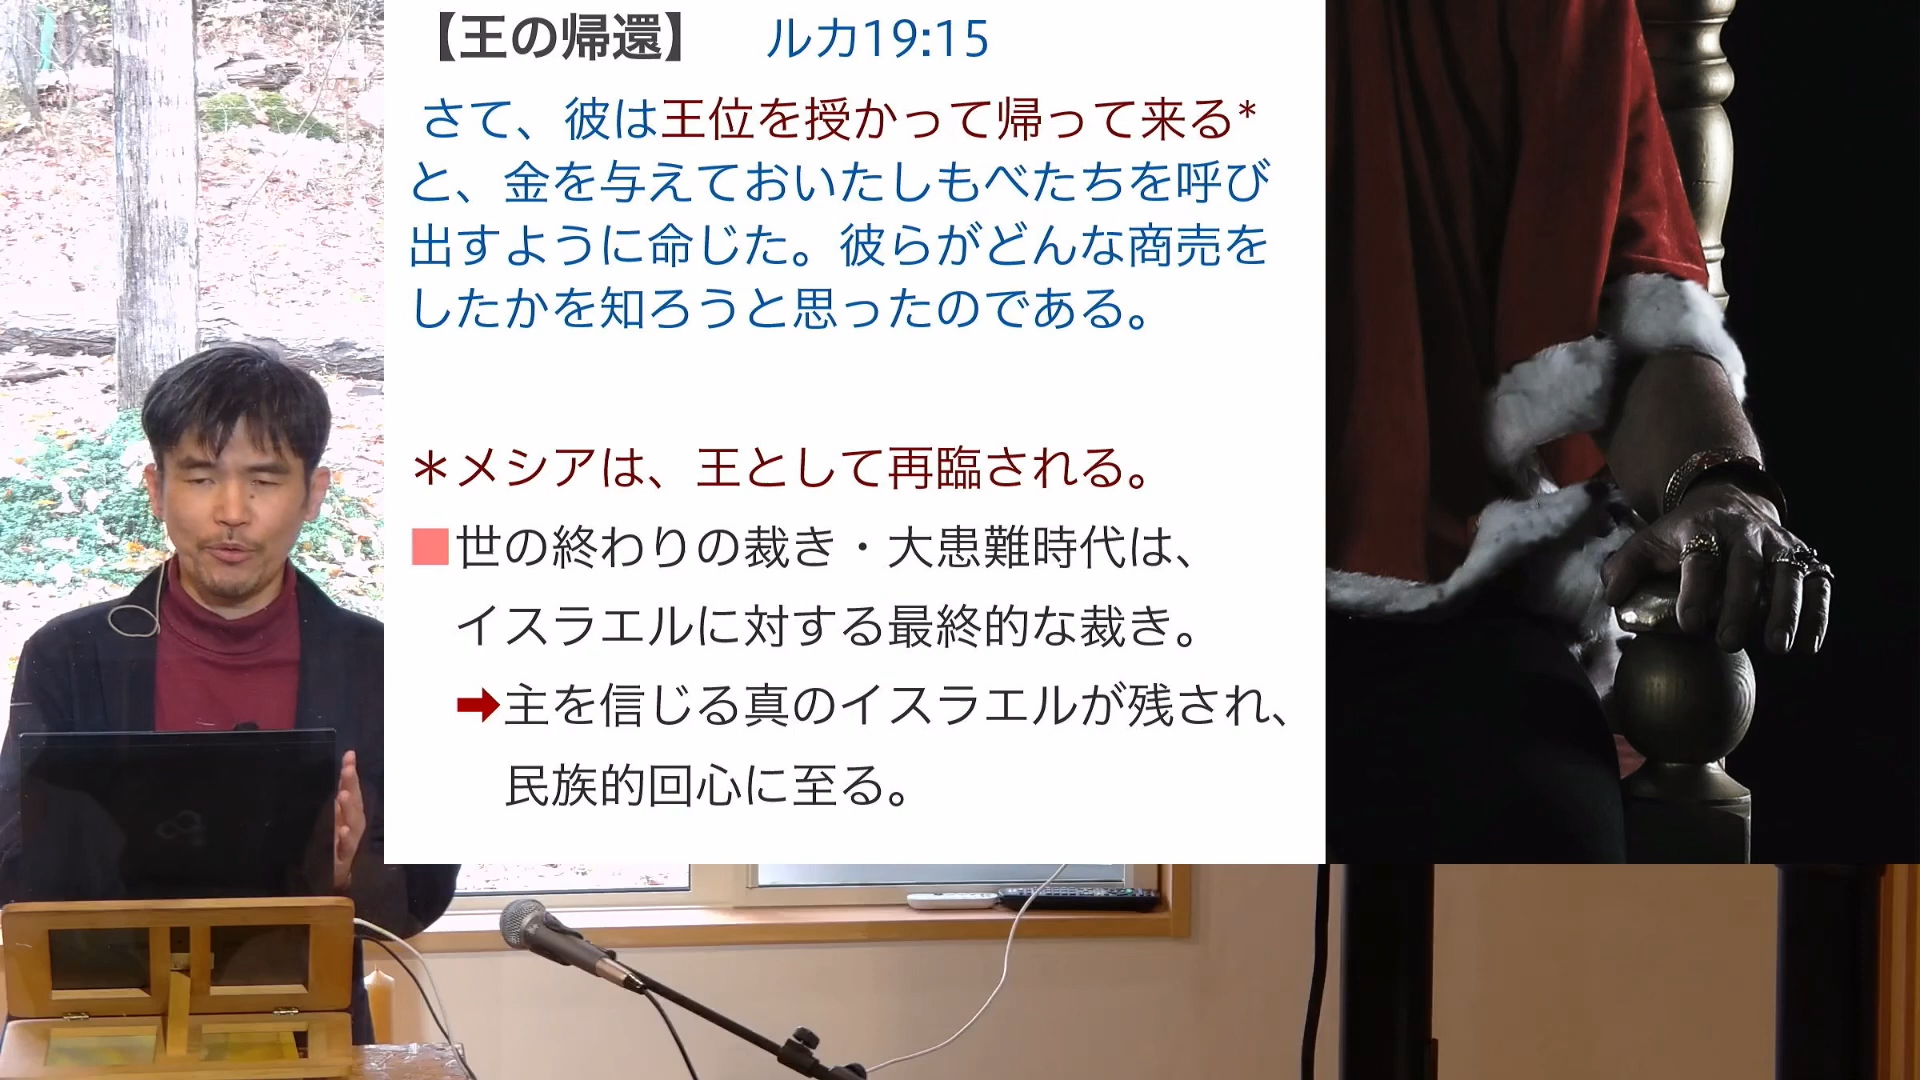 【王の帰還】 ルカ19:15
さて、彼は王位を授かって帰って来る*
と、金を与えておいたしもべたちを呼び
出すように命じた。彼らがどんな商売を
したかを知ろうと思ったのである。
＊メシアは、王として再臨される。
■世の終わりの裁き・大患難時代は、
イスラエルに対する最終的な裁き。
➡主を信じる真のイスラエルが残され、
民族的回心に至る。